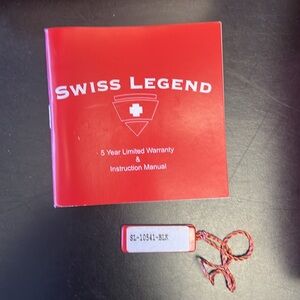 SWISS LEGEND
5 Year Limited Warranty
&
Instruction Manual
SL-10541-BLK